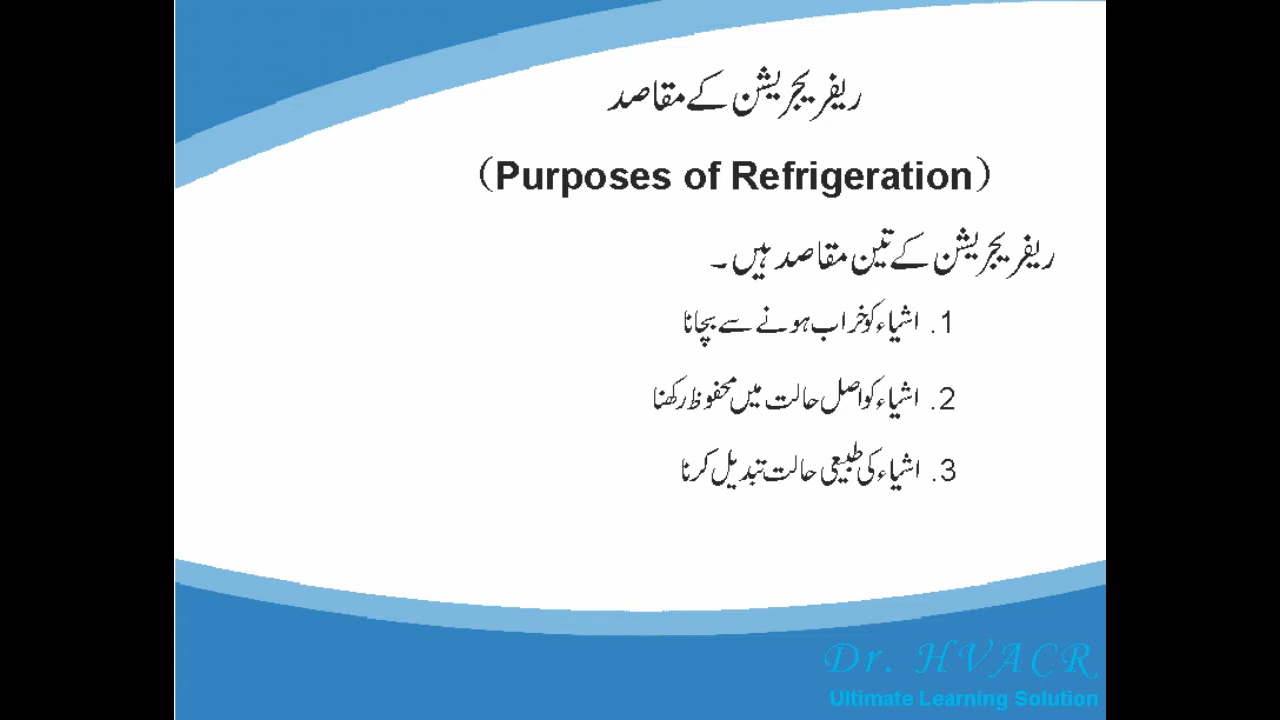 ریفریجریشن کے مقاصد
(Purposes of Refrigeration)
ریفریجریشن کے تین مقاصد ہیں۔
1. اشیاء کو خراب ہونے سے بچانا
2. اشیاء کو اصل حالت میں محفوظ رکھنا
3. اشیاء کی طبیعی حالت تبدیل کرنا
Dr. HVACR
Ultimate Learning Solution